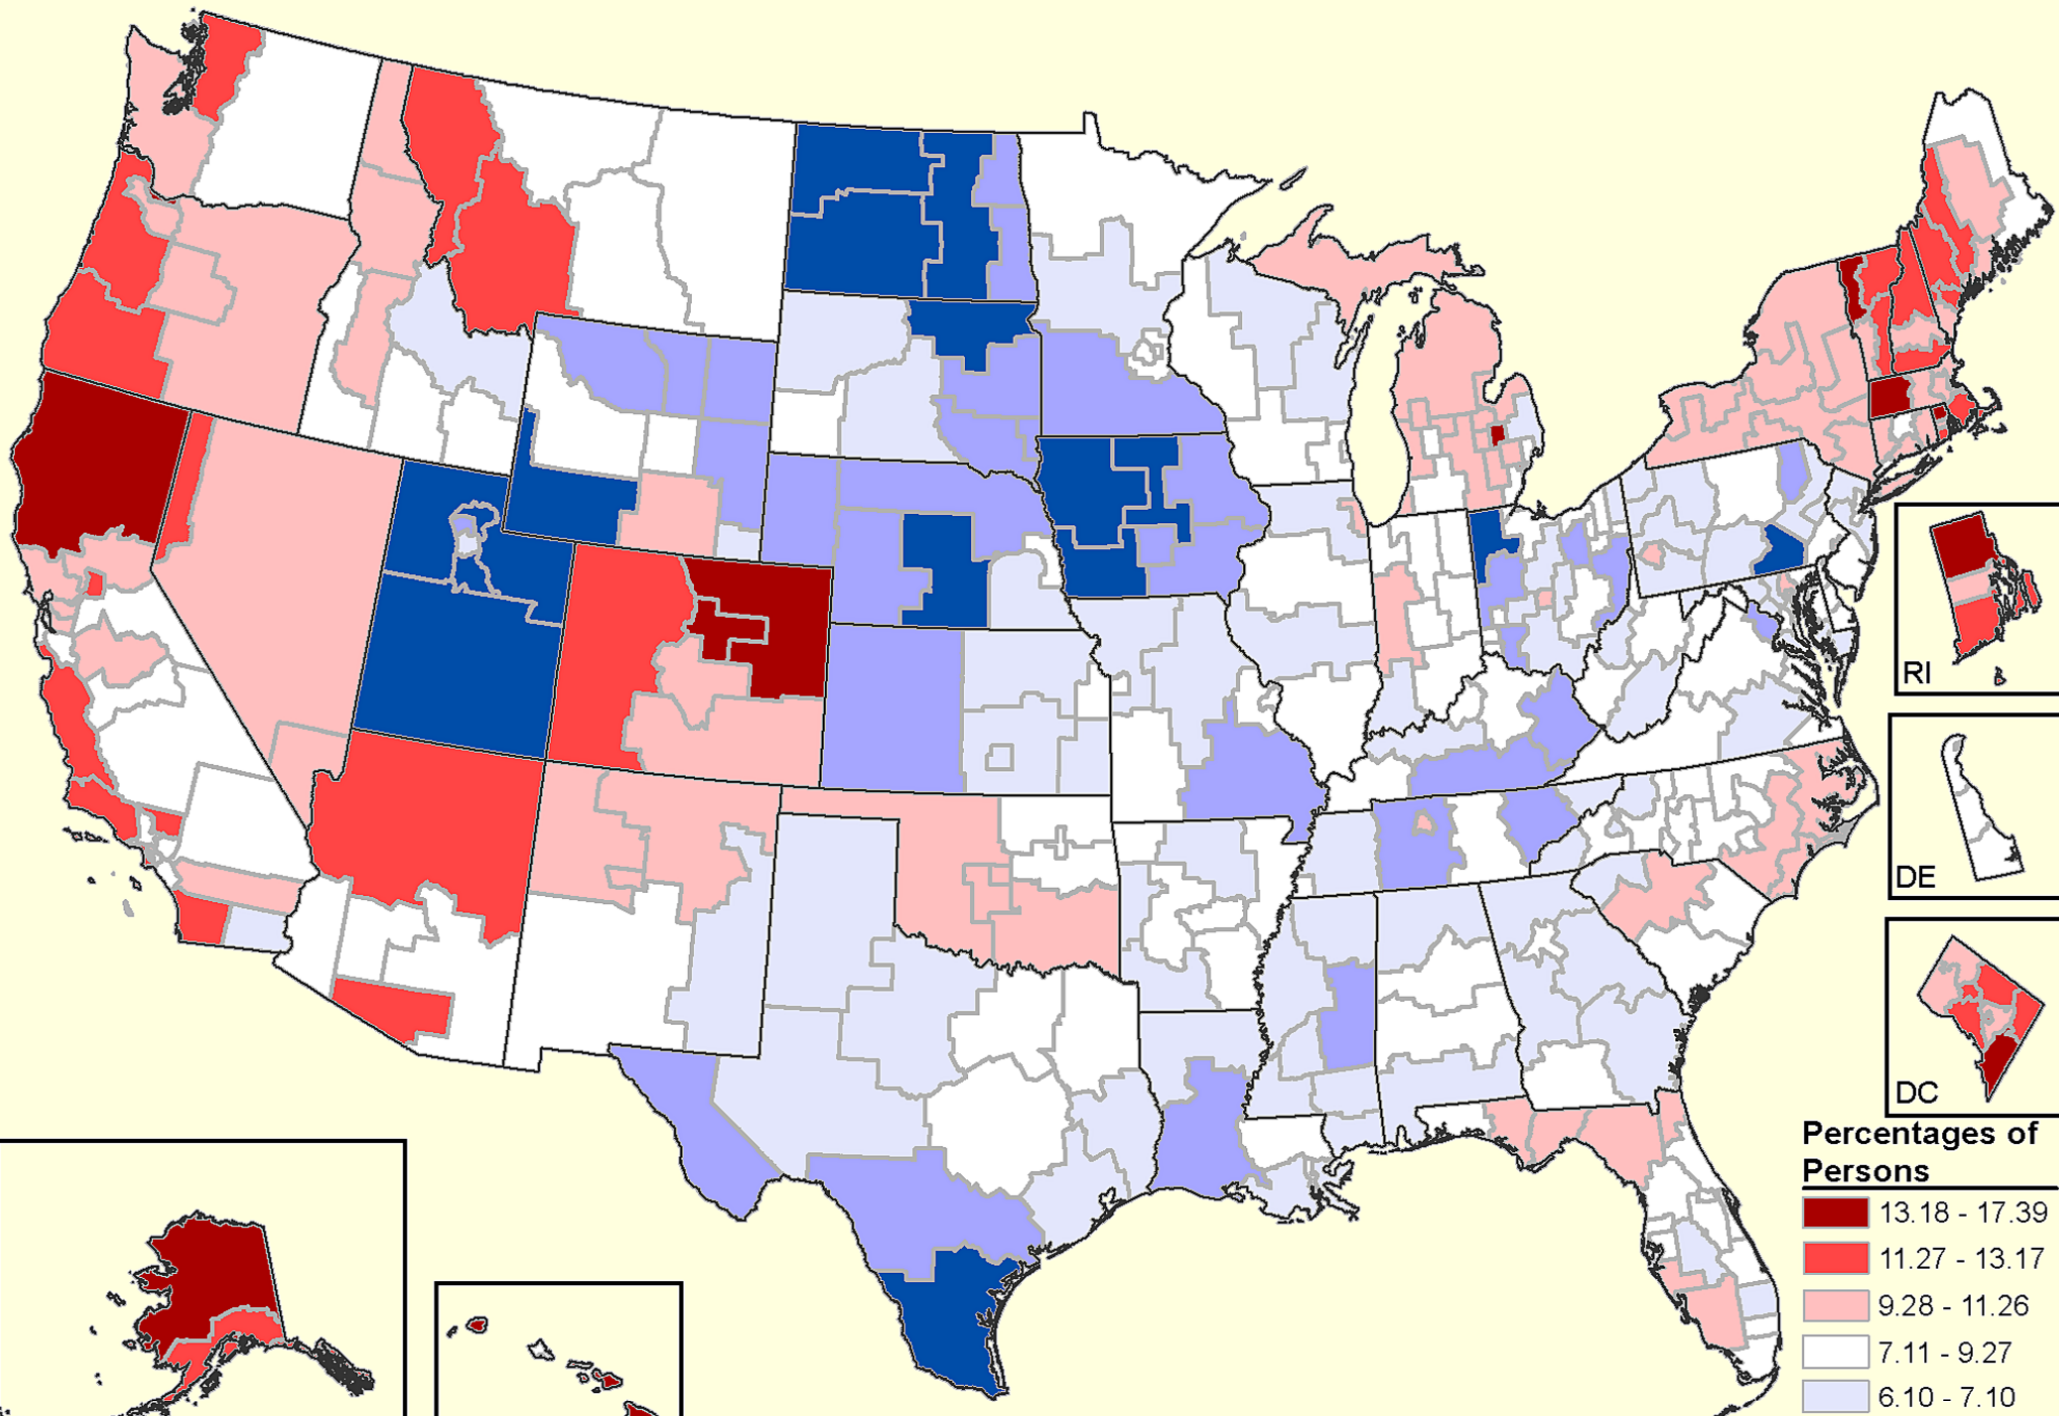 RI
DE
DC
Percentages of
Persons
13.18 - 17.39
11.27 - 13.17
9.28 - 11.26
7.11 - 9.27
6.10 - 7.10